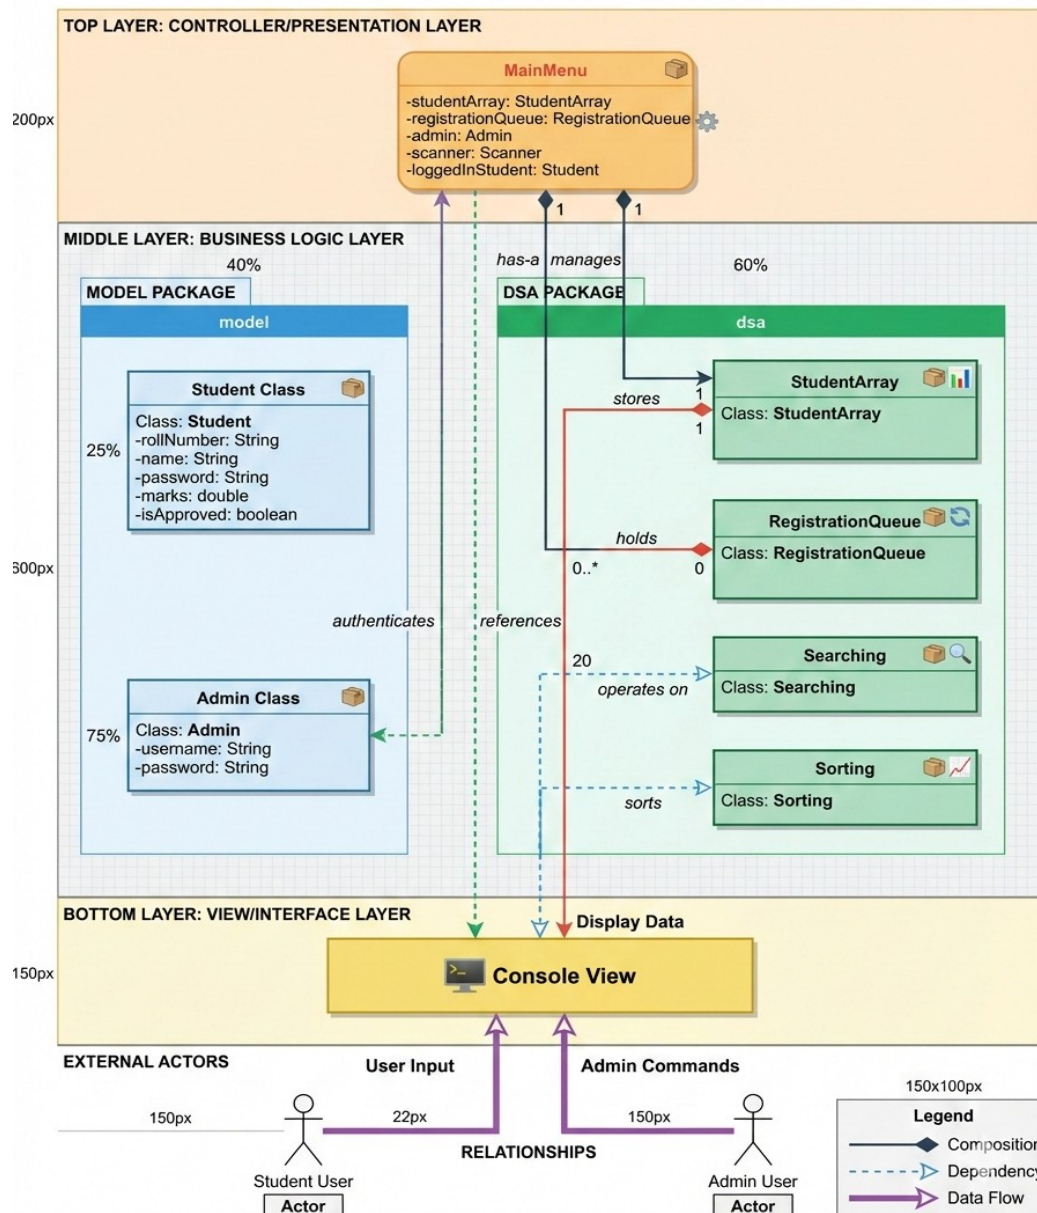 TOP LAYER: CONTROLLER/PRESENTATION LAYER
MainMenu
-studentArray: StudentArray
-registrationQueue: RegistrationQueue
-admin: Admin
-scanner: Scanner
-loggedInStudent: Student
200px
1
1
MIDDLE LAYER: BUSINESS LOGIC LAYER
40%
has-a
manages
60%
MODEL PACKAGE
model
DSA PACKAGE
dsa
Student Class
Class: Student
-rollNumber: String
-name: String
-password: String
-marks: double
-isApproved: boolean
25%
StudentArray
Class: StudentArray
1
stores
1
RegistrationQueue
Class: RegistrationQueue
holds
0..*
0
600px
authenticates
references
Searching
Class: Searching
20
operates on
Admin Class
Class: Admin
-username: String
-password: String
75%
Sorting
Class: Sorting
sorts
BOTTOM LAYER: VIEW/INTERFACE LAYER
Display Data
>_
Console View
150px
EXTERNAL ACTORS
User Input
Admin Commands
150px
22px
150px
RELATIONSHIPS
Student User
Actor
Admin User
Actor
150x100px
Legend
Composition
Dependency
Data Flow